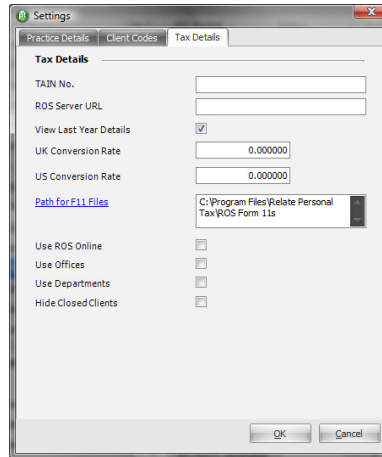 Settings
Practice Details Client Codes Tax Details
Tax Details
TAIN No.
ROS Server URL
View Last Year Details
UK Conversion Rate 0.000000
US Conversion Rate 0.000000
Path for F11 Files C:\Program Files\Relate Personal
Tax\ROS Form 11s
Use ROS Online
Use Offices
Use Departments
Hide Closed Clients
OK Cancel